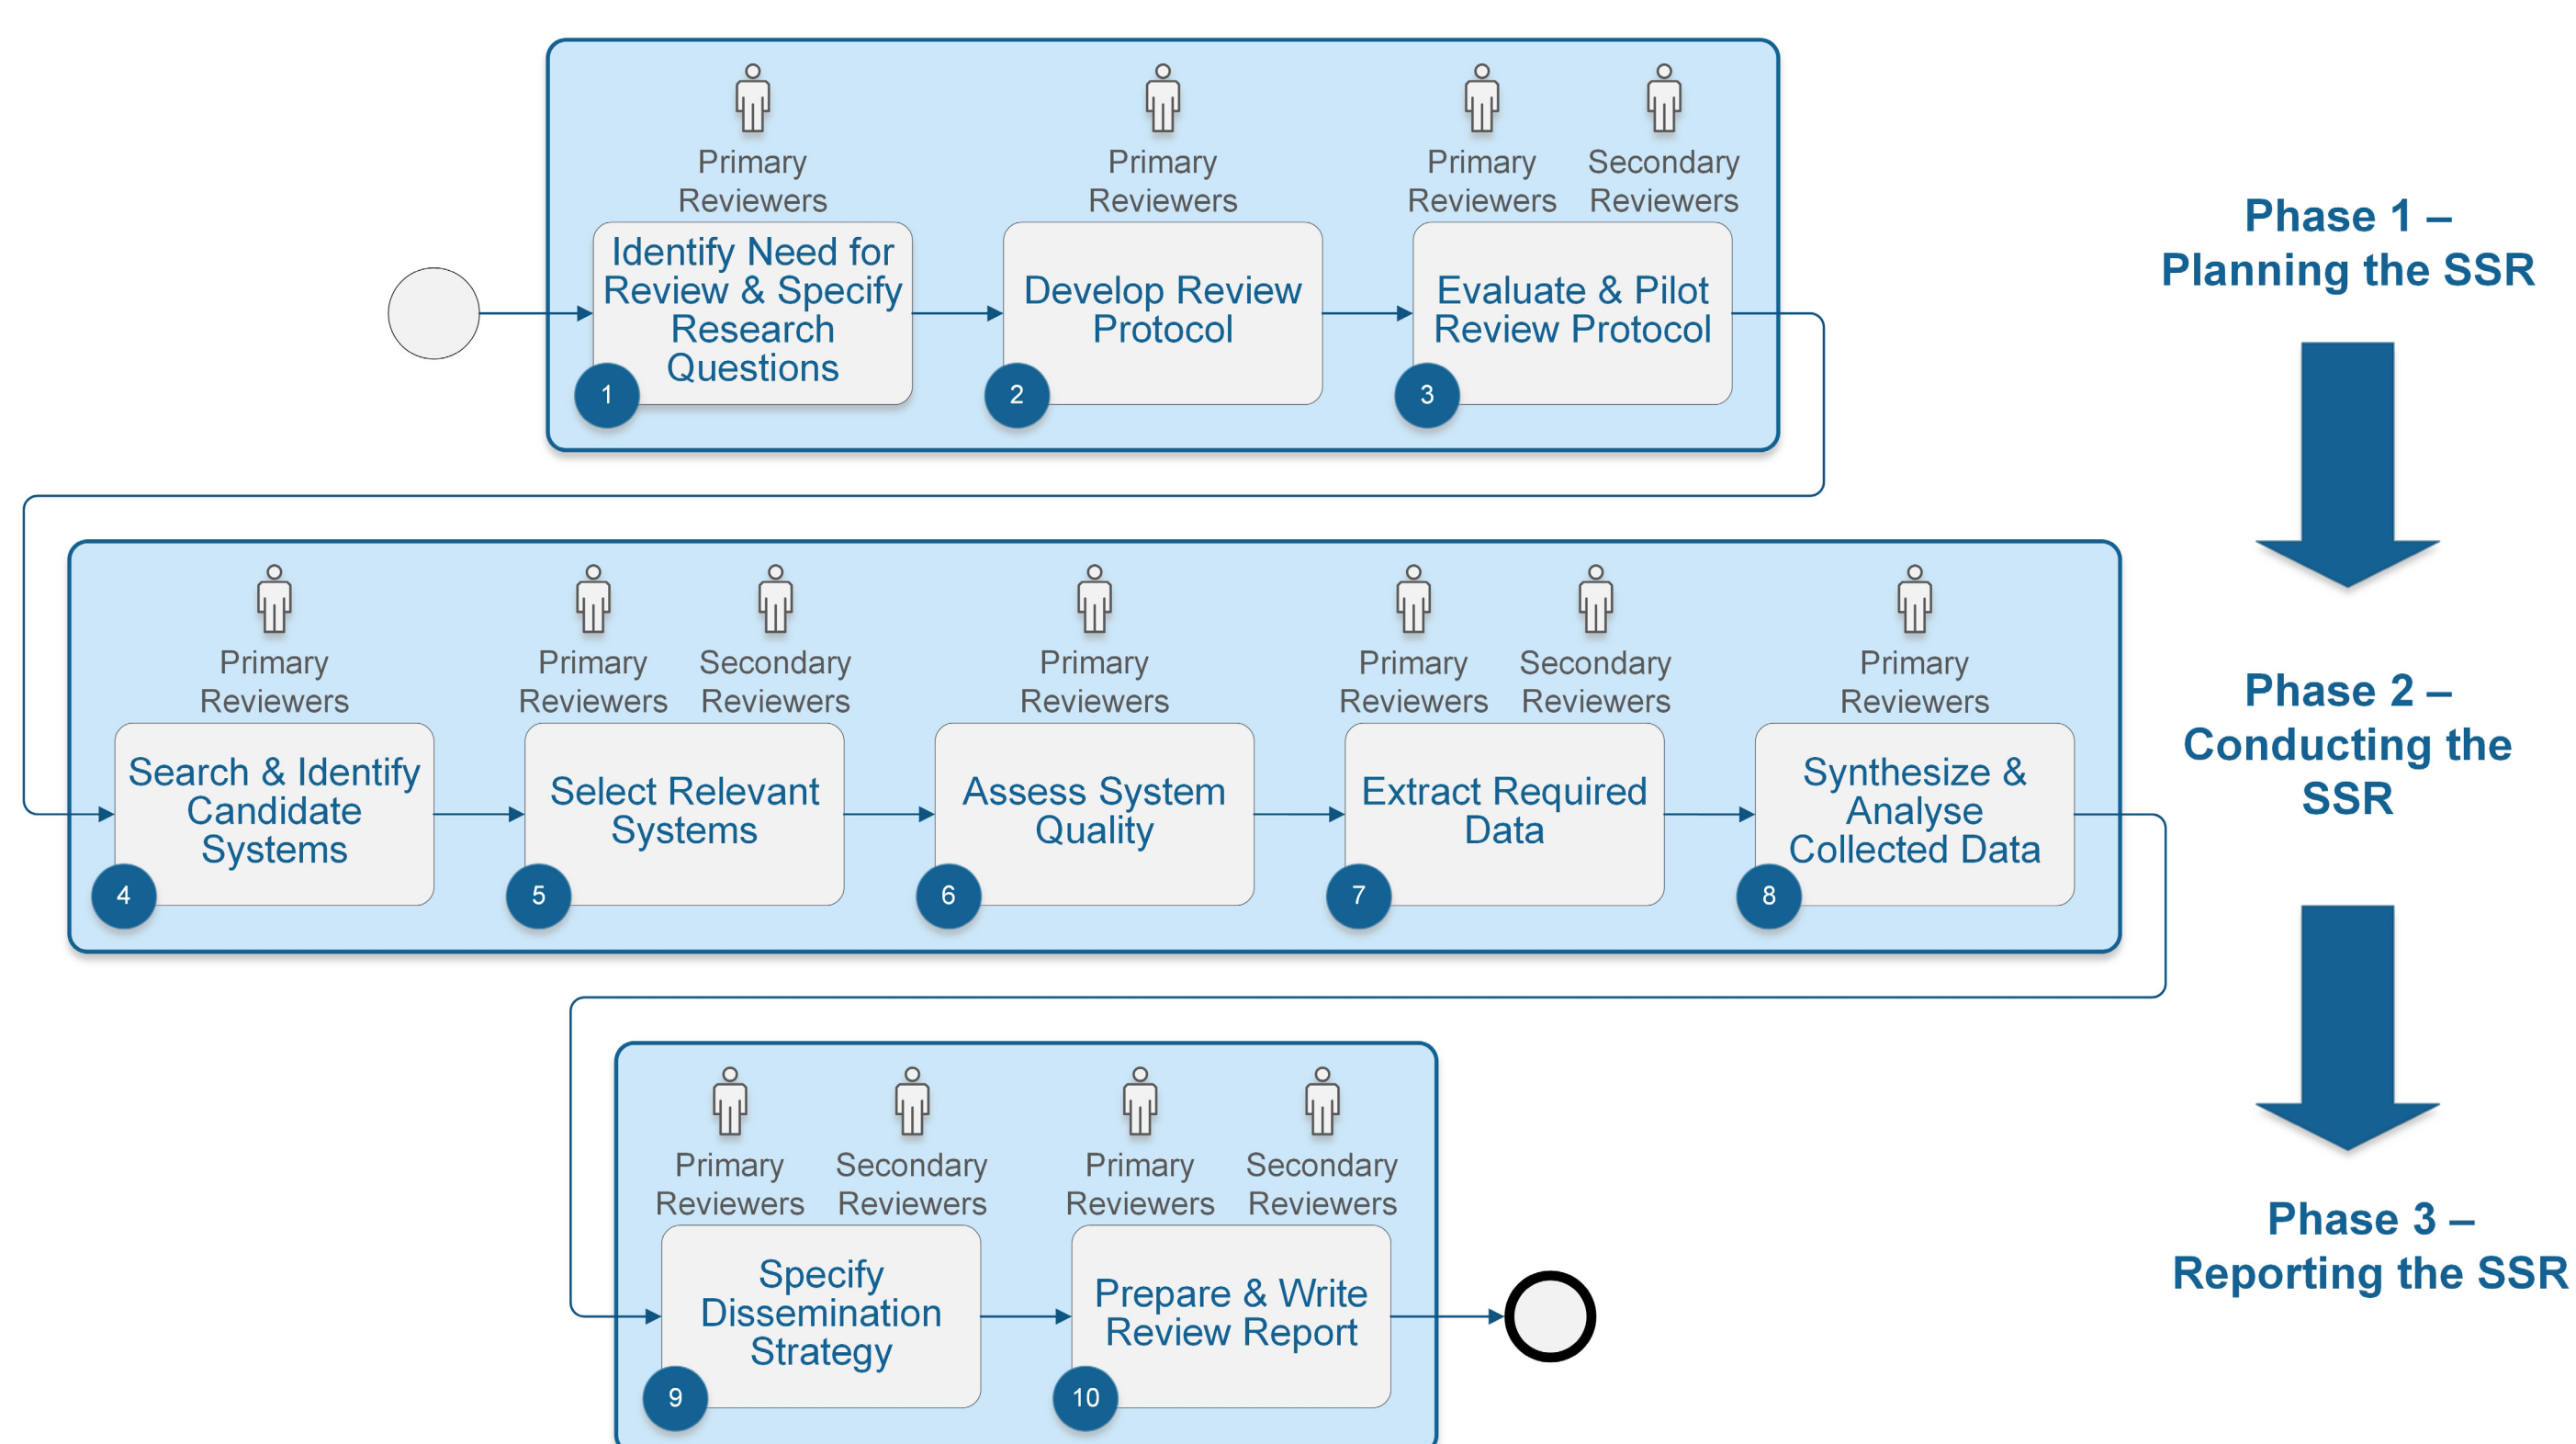 Primary
Reviewers
Primary
Reviewers
Primary
Reviewers
Secondary
Reviewers
Identify Need for
Review & Specify
Research
Questions
1
Develop Review
Protocol
2
Evaluate & Pilot
Review Protocol
3
Phase 1 –
Planning the SSR
Primary
Reviewers
Primary
Reviewers
Secondary
Reviewers
Primary
Reviewers
Primary
Reviewers
Secondary
Reviewers
Primary
Reviewers
Search & Identify
Candidate
Systems
4
Select Relevant
Systems
5
Assess System
Quality
6
Extract Required
Data
7
Synthesize &
Analyse
Collected Data
8
Phase 2 –
Conducting the
SSR
Primary
Reviewers
Secondary
Reviewers
Primary
Reviewers
Secondary
Reviewers
Specify
Dissemination
Strategy
9
Prepare & Write
Review Report
10
Phase 3 –
Reporting the SSR